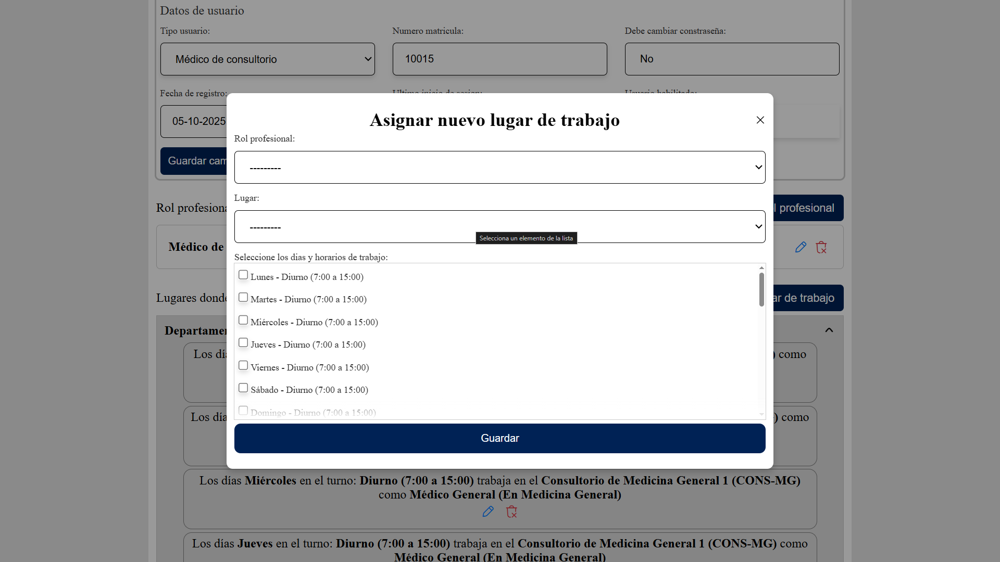 Datos de usuario
Tipo usuario:
Numero matricula:
Debe cambiar constraseña:
Médico de consultorio
10015
No
Fecha de registro:
Ultimo inicio de sesion:
Usuario habilitado:
05-10-2025
Asignar nuevo lugar de trabajo
Rol profesional:
---------
Guardar cam
Lugar:
---------
Rol profesiona
l profesional
Selecciona un elemento de la lista
Médico de
Seleccione los dias y horarios de trabajo:
Lunes - Diurno (7:00 a 15:00)
Martes - Diurno (7:00 a 15:00)
Miércoles - Diurno (7:00 a 15:00)
Jueves - Diurno (7:00 a 15:00)
Viernes - Diurno (7:00 a 15:00)
Sábado - Diurno (7:00 a 15:00)
Domingo - Diurno (7:00 a 15:00)
Guardar
Lugares donde
ar de trabajo
Departamen
Los día
) como
Los día
) como
Los días Miércoles en el turno: Diurno (7:00 a 15:00) trabaja en el Consultorio de Medicina General 1 (CONS-MG)
como Médico General (En Medicina General)
Los días Jueves en el turno: Diurno (7:00 a 15:00) trabaja en el Consultorio de Medicina General 1 (CONS-MG) como
Médico General (En Medicina General)